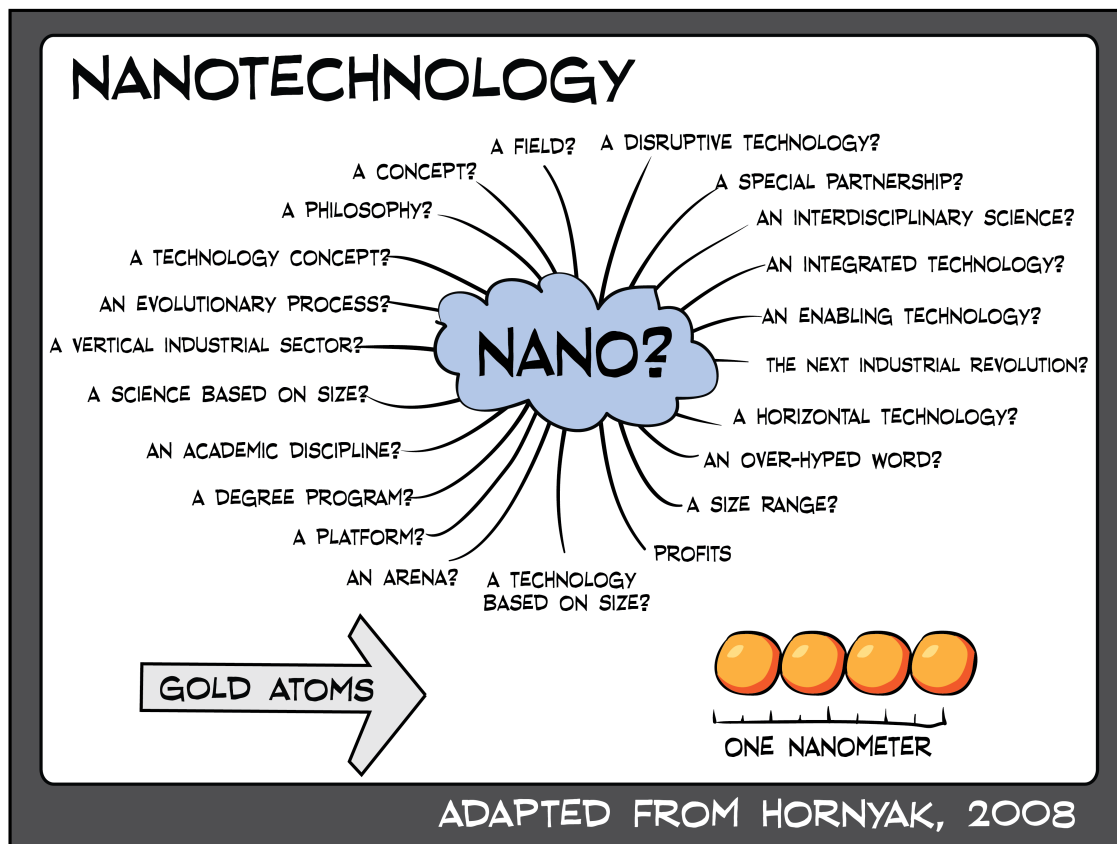 NANOTECHNOLOGY
A FIELD?
A DISRUPTIVE TECHNOLOGY?
A CONCEPT?
A SPECIAL PARTNERSHIP?
A PHILOSOPHY?
AN INTERDISCIPLINARY SCIENCE?
A TECHNOLOGY CONCEPT?
AN INTEGRATED TECHNOLOGY?
AN EVOLUTIONARY PROCESS?
AN ENABLING TECHNOLOGY?
A VERTICAL INDUSTRIAL SECTOR?
NANO?
THE NEXT INDUSTRIAL REVOLUTION?
A SCIENCE BASED ON SIZE?
A HORIZONTAL TECHNOLOGY?
AN ACADEMIC DISCIPLINE?
AN OVER-HYPED WORD?
A DEGREE PROGRAM?
A SIZE RANGE?
A PLATFORM?
PROFITS
AN ARENA?
A TECHNOLOGY
BASED ON SIZE?
GOLD ATOMS
ONE NANOMETER
ADAPTED FROM HORNYAK, 2008